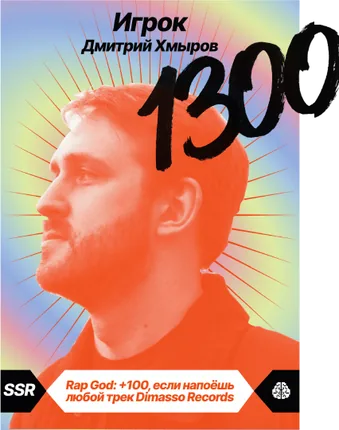 Игрок
Дмитрий Хмыров
1300
SSR
Rap God: +100, если напоёшь
любой трек Dimasso Records